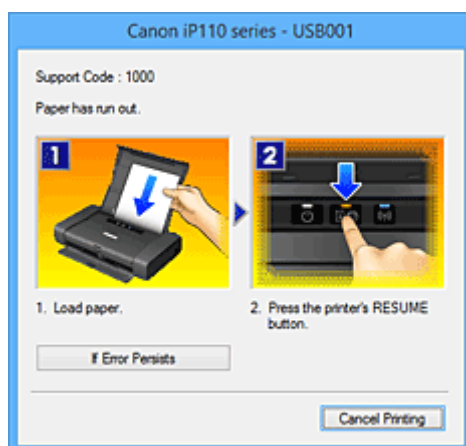 Canon iP110 series - USB001
Support Code : 1000
Paper has run out.
1
2
1. Load paper.
2. Press the printer's RESUME
button.
If Error Persists
Cancel Printing